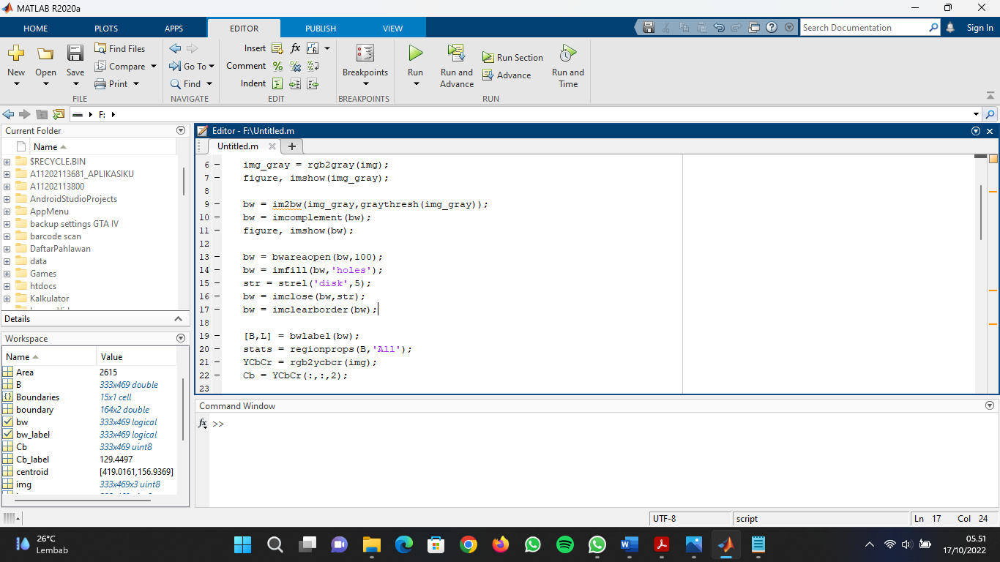 MATLAB R2020a
HOME PLOTS APPS EDITOR PUBLISH VIEW Search Documentation Sign In
New Open Save Find Files Compare Print
Go To Find
Insert fx
Comment
Indent
Breakpoints Run Run and Advance Run Section Advance Run and Time
FILE NAVIGATE EDIT BREAKPOINTS RUN
F:
Current Folder
Name
$RECYCLE.BIN
A11202113681_APLIKASIKU
A11202113800
AndroidStudioProjects
AppMenu
backup settings GTA IV
barcode scan
DaftarPahlawan
data
Games
htdocs
Kalkulator
Details
Workspace
Name Value
Area 2615
B 333x469 double
Boundaries 15x1 cell
boundary 164x2 double
bw 333x469 logical
bw_label 333x469 logical
Cb 333x469 uint8
Cb_label 129.4497
centroid [419.0161,156.9369]
img 333x469x3 uint8
Editor - F:\Untitled.m
Untitled.m +
6 – img_gray = rgb2gray(img);
7 – figure, imshow(img_gray);
8
9 – bw = im2bw(img_gray,graythresh(img_gray));
10 – bw = imcomplement(bw);
11 – figure, imshow(bw);
12
13 – bw = bwareaopen(bw,100);
14 – bw = imfill(bw,'holes');
15 – str = strel('disk',5);
16 – bw = imclose(bw,str);
17 – bw = imclearborder(bw);
18
19 – [B,L] = bwlabel(bw);
20 – stats = regionprops(B,'All');
21 – YCbCr = rgb2ycbcr(img);
22 – Cb = YCbCr(:,:,2);
23
Command Window
fx >>
UTF-8 script Ln 17 Col 24
26°C
Lembab
05.51
17/10/2022